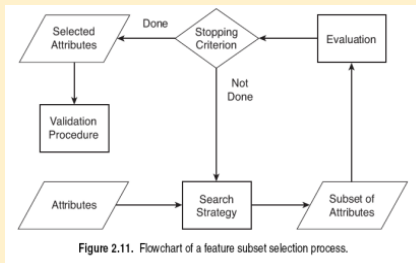 Selected
Attributes
Done
Stopping
Criterion
Evaluation
Not
Done
Validation
Procedure
Attributes
Search
Strategy
Subset of
Attributes
Figure 2.11. Flowchart of a feature subset selection process.